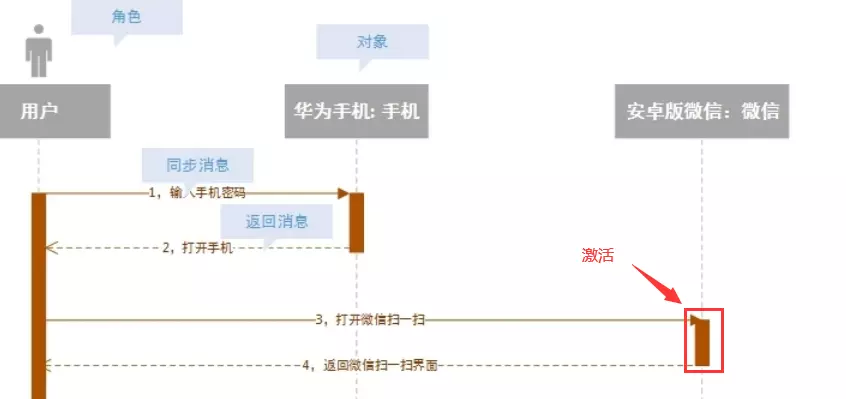 角色
对象
用户
华为手机: 手机
安卓版微信：微信
同步消息
1，输入手机密码
返回消息
2，打开手机
激活
3，打开微信扫一扫
4，返回微信扫一扫界面